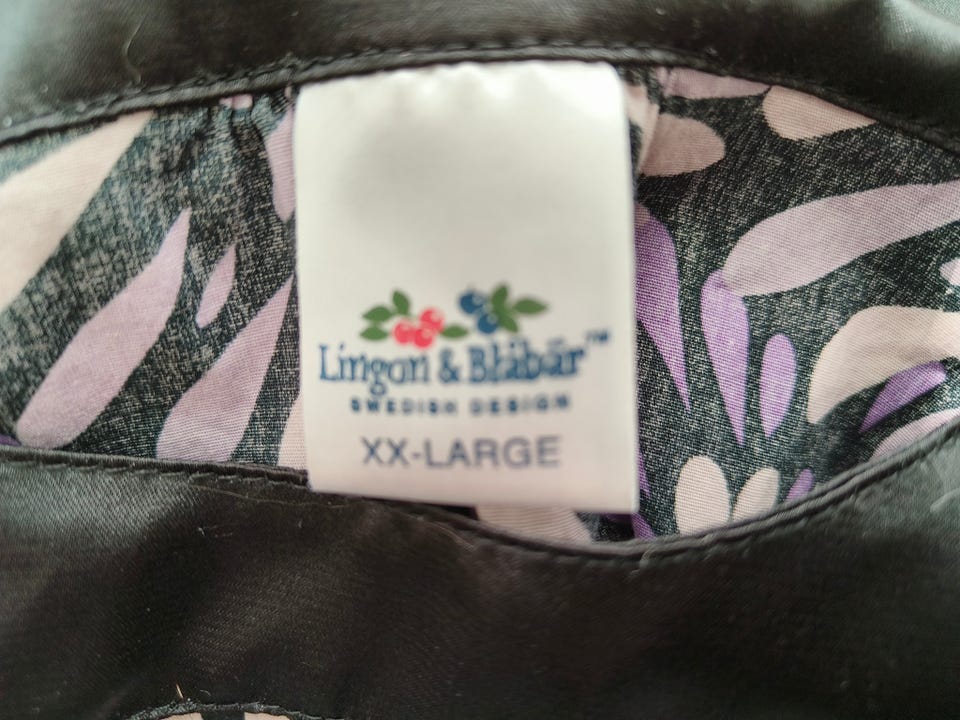 Lingon & Blåbär™
SWEDISH DESIGN
XX-LARGE